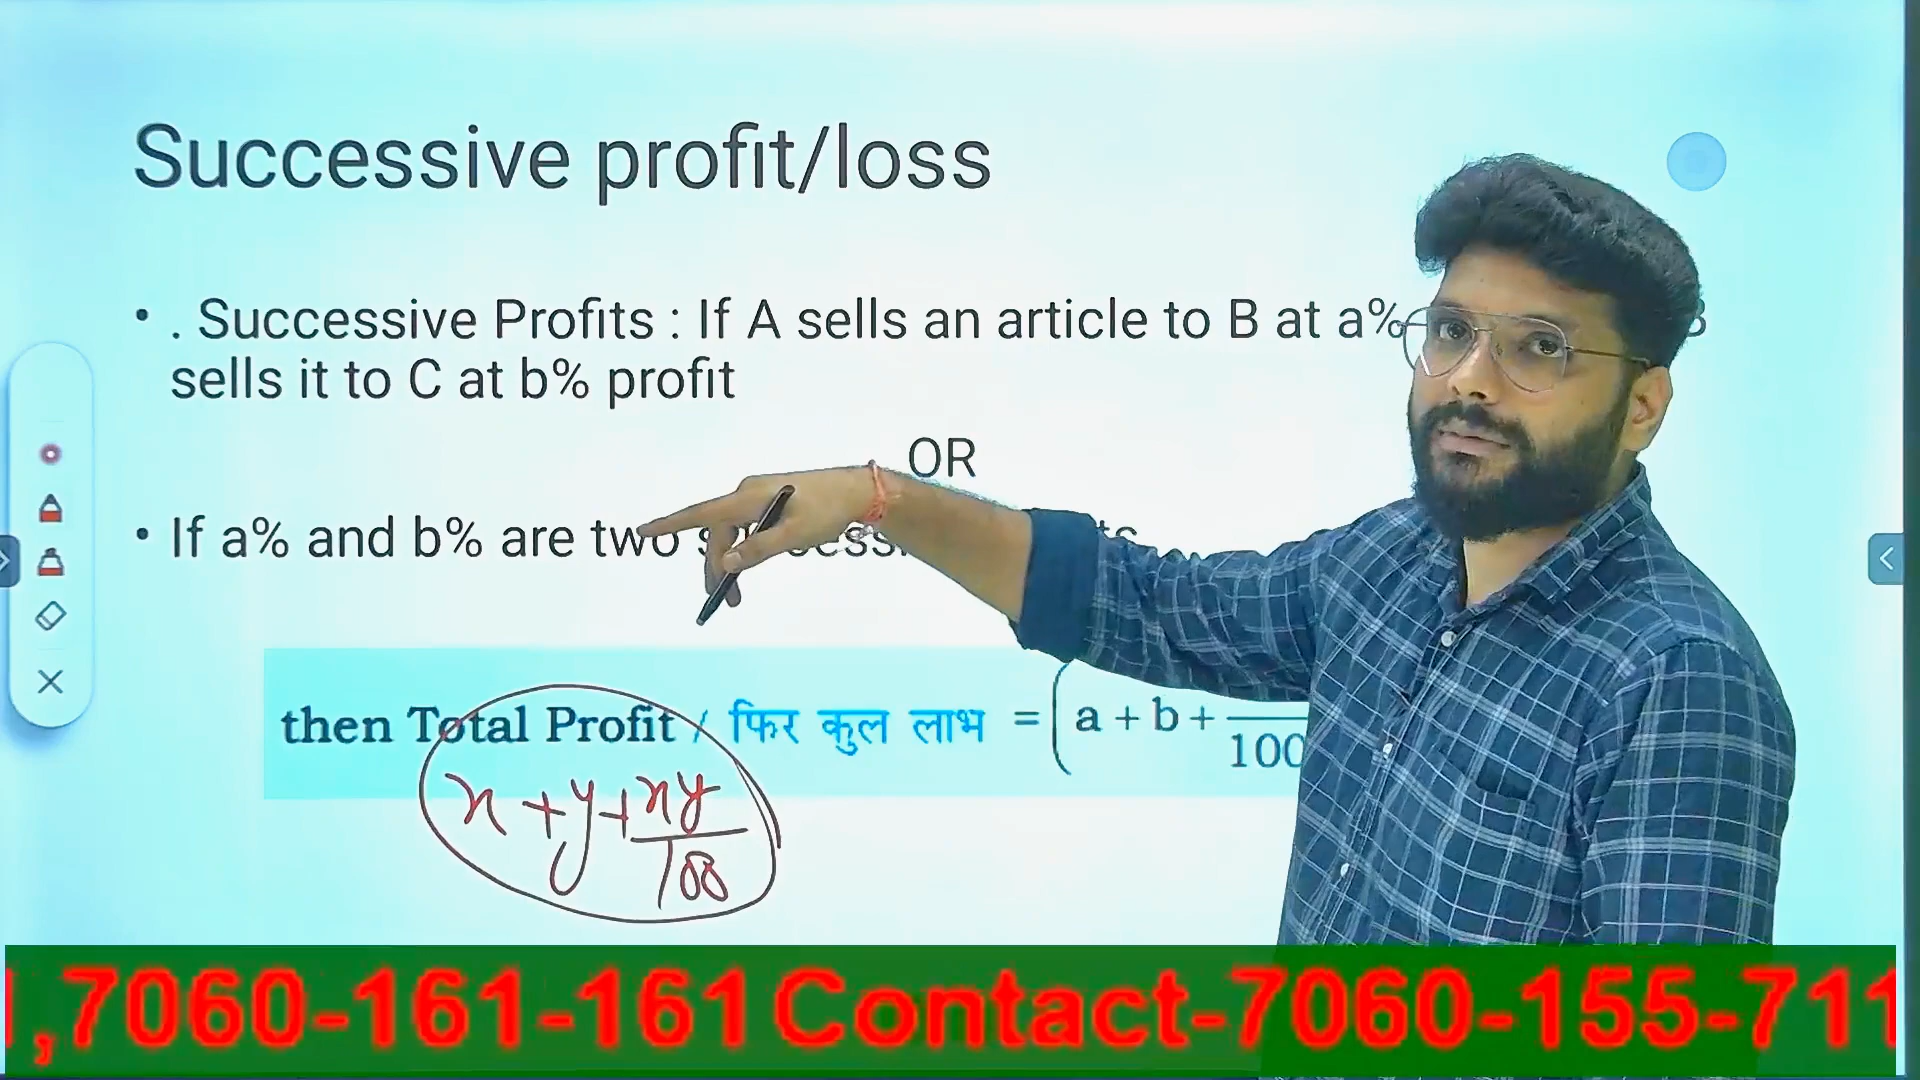 Successive profit/loss
• . Successive Profits : If A sells an article to B at a%
sells it to C at b% profit
OR
• If a% and b% are two
then Total Profit / फिर कुल लाभ = ( a + b + 100
x + y + xy
100
,7060-161-161 Contact-7060-155-711